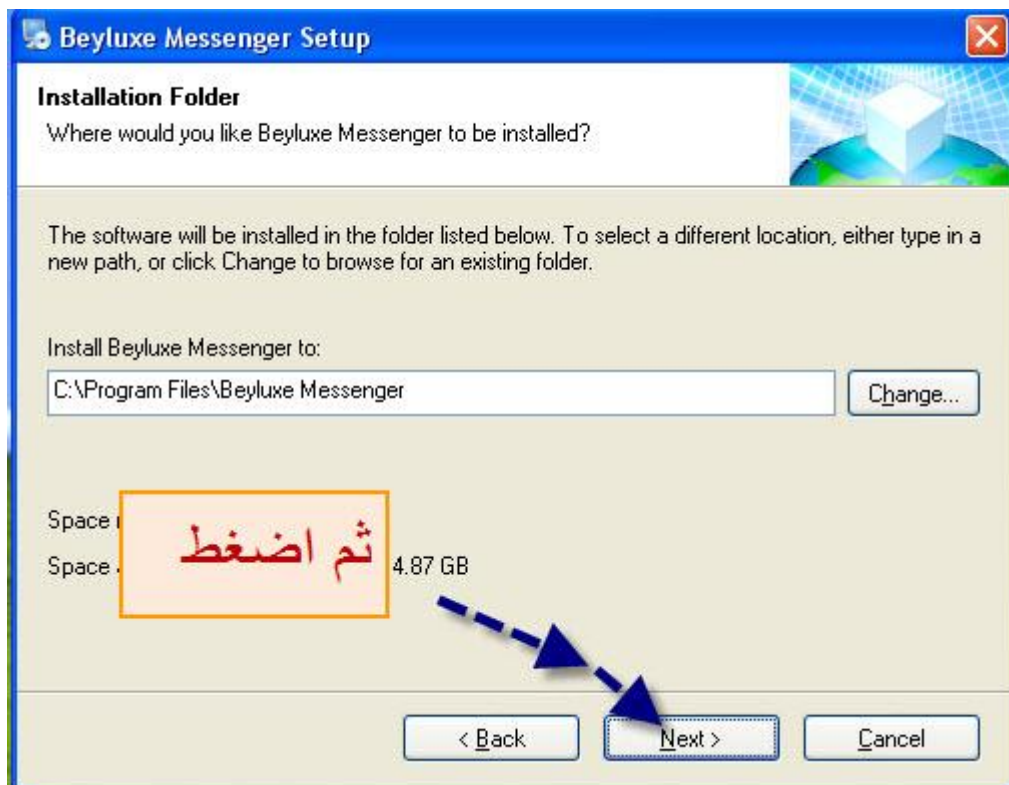 Beyluxe Messenger Setup
Installation Folder
Where would you like Beyluxe Messenger to be installed?
The software will be installed in the folder listed below. To select a different location, either type in a
new path, or click Change to browse for an existing folder.
Install Beyluxe Messenger to:
C:\Program Files\Beyluxe Messenger
Change...
Space
ثم اضغط
Space
4.87 GB
< Back
Next >
Cancel